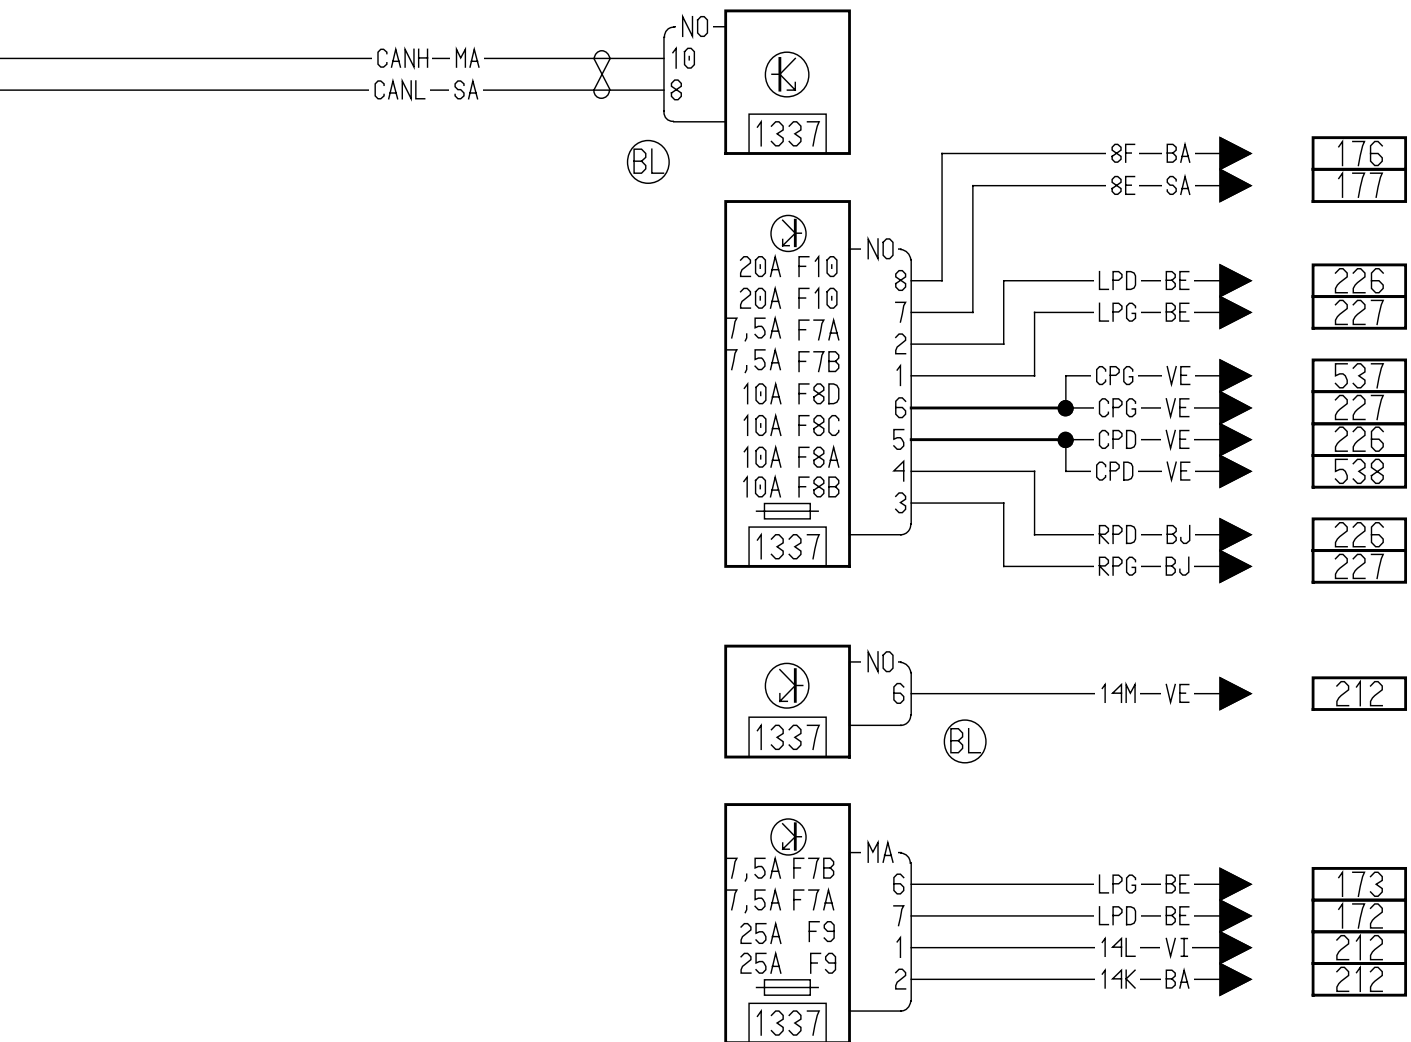 NO
CANH MA 10
CANL SA 8
1337
BL
8F BA 176
8E SA 177
NO
20A F10 8 LPD BE 226
20A F10 7 LPG BE 227
7,5A F7A 2
7,5A F7B 1 CPG VE 537
10A F8D 6 CPG VE 227
10A F8C 5 CPD VE 226
10A F8A 4 CPD VE 538
10A F8B 3
1337 RPD BJ 226
RPG BJ 227
NO
6 14M VE 212
1337
BL
MA
7,5A F7B 6 LPG BE 173
7,5A F7A 7 LPD BE 172
25A F9 1 14L VI 212
25A F9 2 14K BA 212
1337